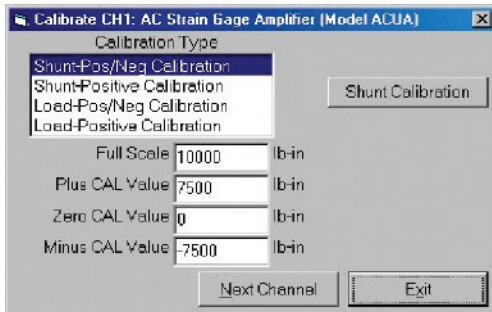 Calibrate CH1: AC Strain Gage Amplifier (Model ACUA)
Calibration Type
Shunt-Pos/Neg Calibration
Shunt-Positive Calibration
Load-Pos/Neg Calibration
Load-Positive Calibration
Shunt Calibration
Full Scale 10000 lb-in
Plus CAL Value 7500 lb-in
Zero CAL Value 0 lb-in
Minus CAL Value -7500 lb-in
Next Channel Exit